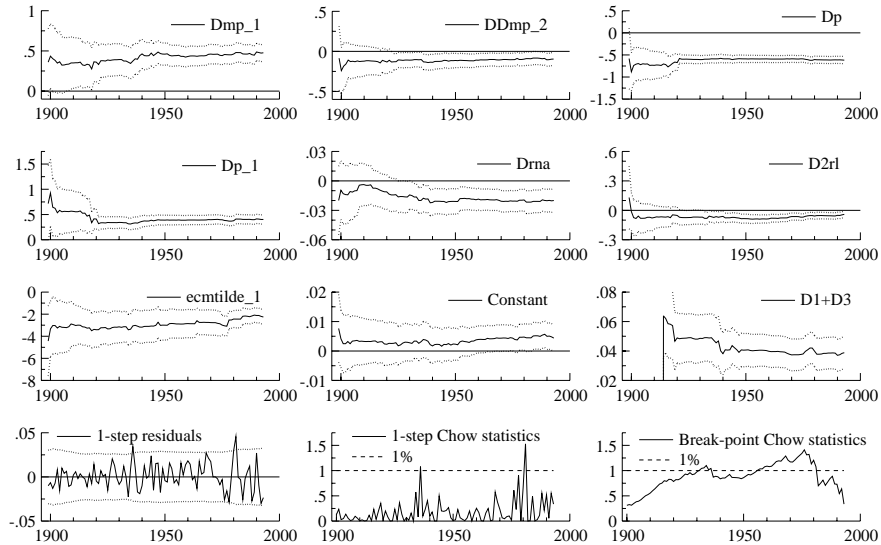 1 Dmp_1
.5
0
1900 1950 2000
.5 DDmp_2
0
-.5
1900 1950 2000
.5 Dp
0
-.5
-1
-1.5
1900 1950 2000
1.5 Dp_1
1
.5
0
1900 1950 2000
.03 Drna
0
-.03
-.06
1900 1950 2000
.6 D2rl
.3
0
-.3
1900 1950 2000
0 ecmtilde_1
-2
-4
-6
-8
1900 1950 2000
.02 Constant
.01
0
-.01
1900 1950 2000
.08 D1+D3
.06
.04
.02
1900 1950 2000
.05 1-step residuals
0
-.05
1900 1950 2000
1-step Chow statistics
1.5 1%
1
.5
0
1900 1950 2000
Break-point Chow statistics
1.5 1%
1
.5
0
1900 1950 2000